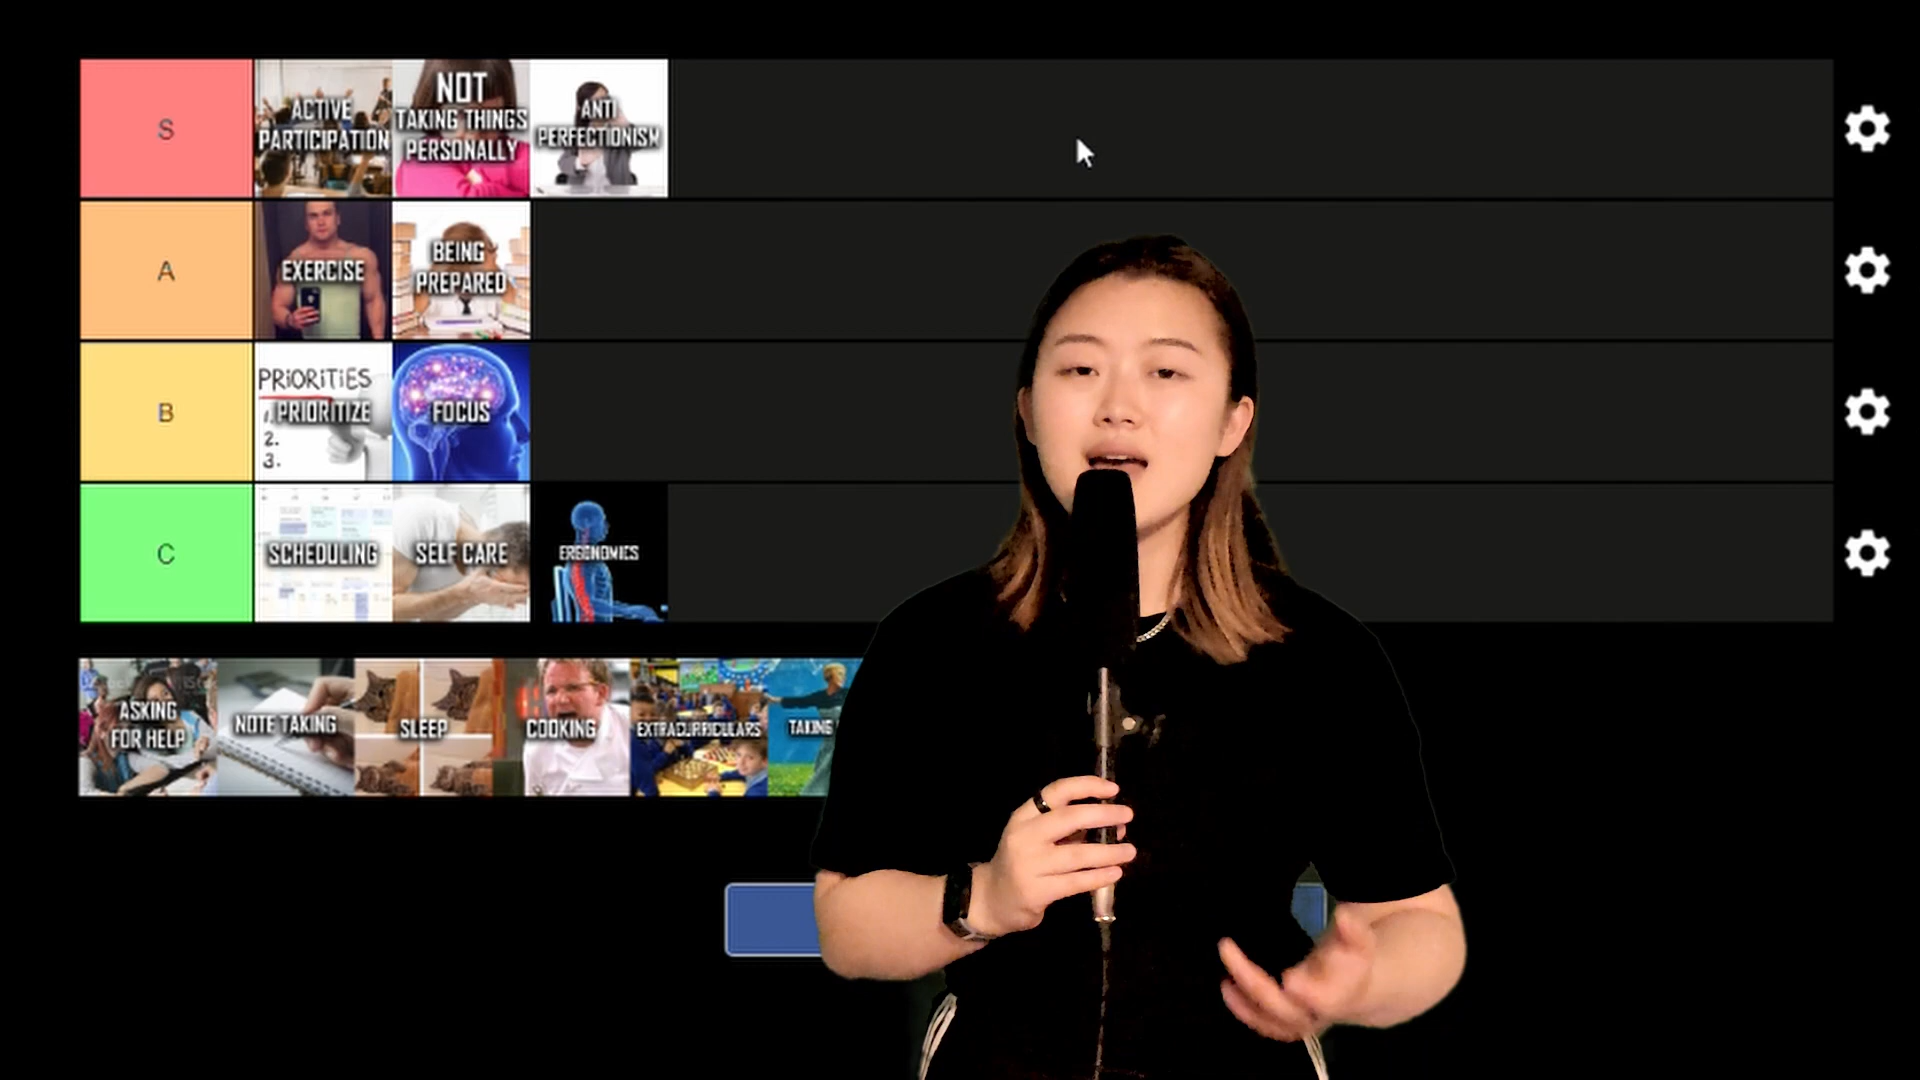 S
ACTIVE
PARTICIPATION
NOT
TAKING THINGS
PERSONALLY
ANTI
PERFECTIONISM
A
EXERCISE
BEING
PREPARED
B
PRIORITIES
1. PRIORITIZE
2.
3.
FOCUS
C
SCHEDULING
SELF CARE
ERGONOMICS
ASKING
FOR HELP
NOTE TAKING
SLEEP
COOKING
EXTRACURRICULARS
TAKING